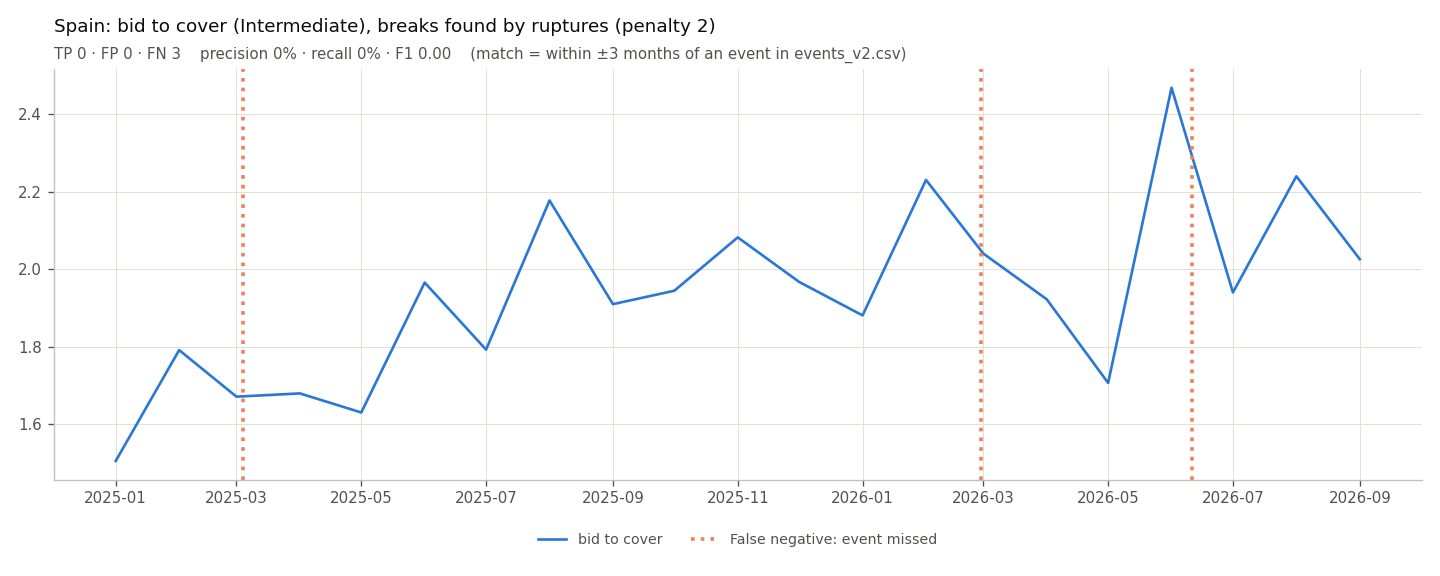 Spain: bid to cover (Intermediate), breaks found by ruptures (penalty 2)
TP 0 · FP 0 · FN 3    precision 0% · recall 0% · F1 0.00    (match = within ±3 months of an event in events_v2.csv)
2.4
2.2
2.0
1.8
1.6
2025-01 2025-03 2025-05 2025-07 2025-09 2025-11 2026-01 2026-03 2026-05 2026-07 2026-09
bid to cover    False negative: event missed